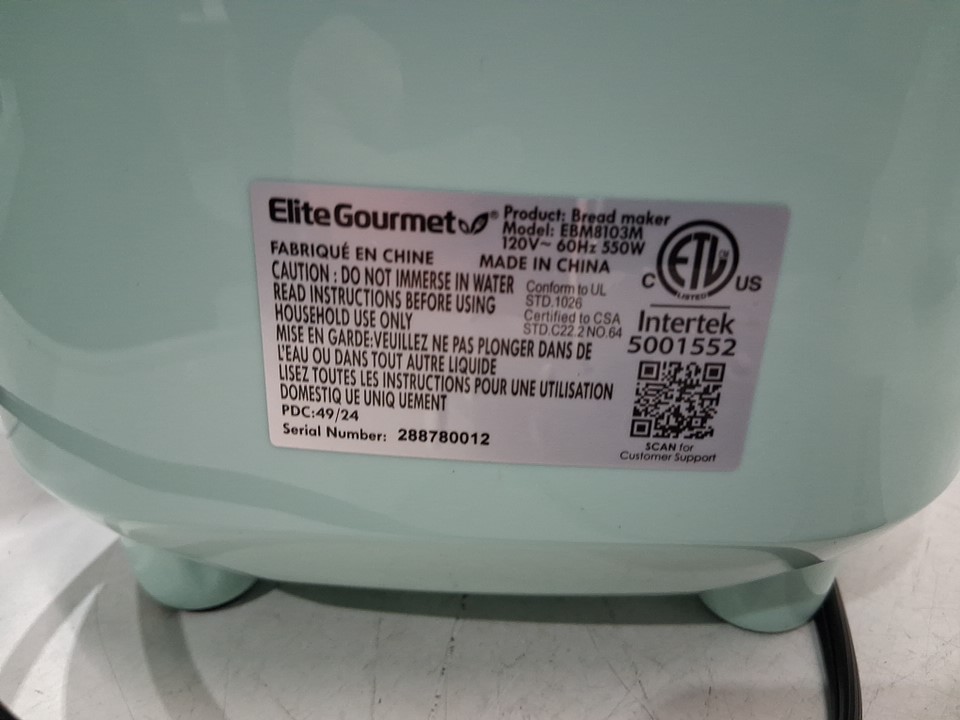 Elite Gourmet®
Product: Bread maker
Model: EBM8103M
120V~ 60Hz 550W
FABRIQUÉ EN CHINE
MADE IN CHINA
CAUTION : DO NOT IMMERSE IN WATER
READ INSTRUCTIONS BEFORE USING
HOUSEHOLD USE ONLY
MISE EN GARDE:VEUILLEZ NE PAS PLONGER DANS DE
L'EAU OU DANS TOUT AUTRE LIQUIDE
LISEZ TOUTES LES INSTRUCTIONS POUR UNE UTILISATION
DOMESTIQ UE UNIQ UEMENT
PDC:49/24
Serial Number: 288780012
Conform to UL
STD.1026
Certified to CSA
STD.C22.2 NO.64
ETL
C US
LISTED
Intertek
5001552
SCAN for
Customer Support